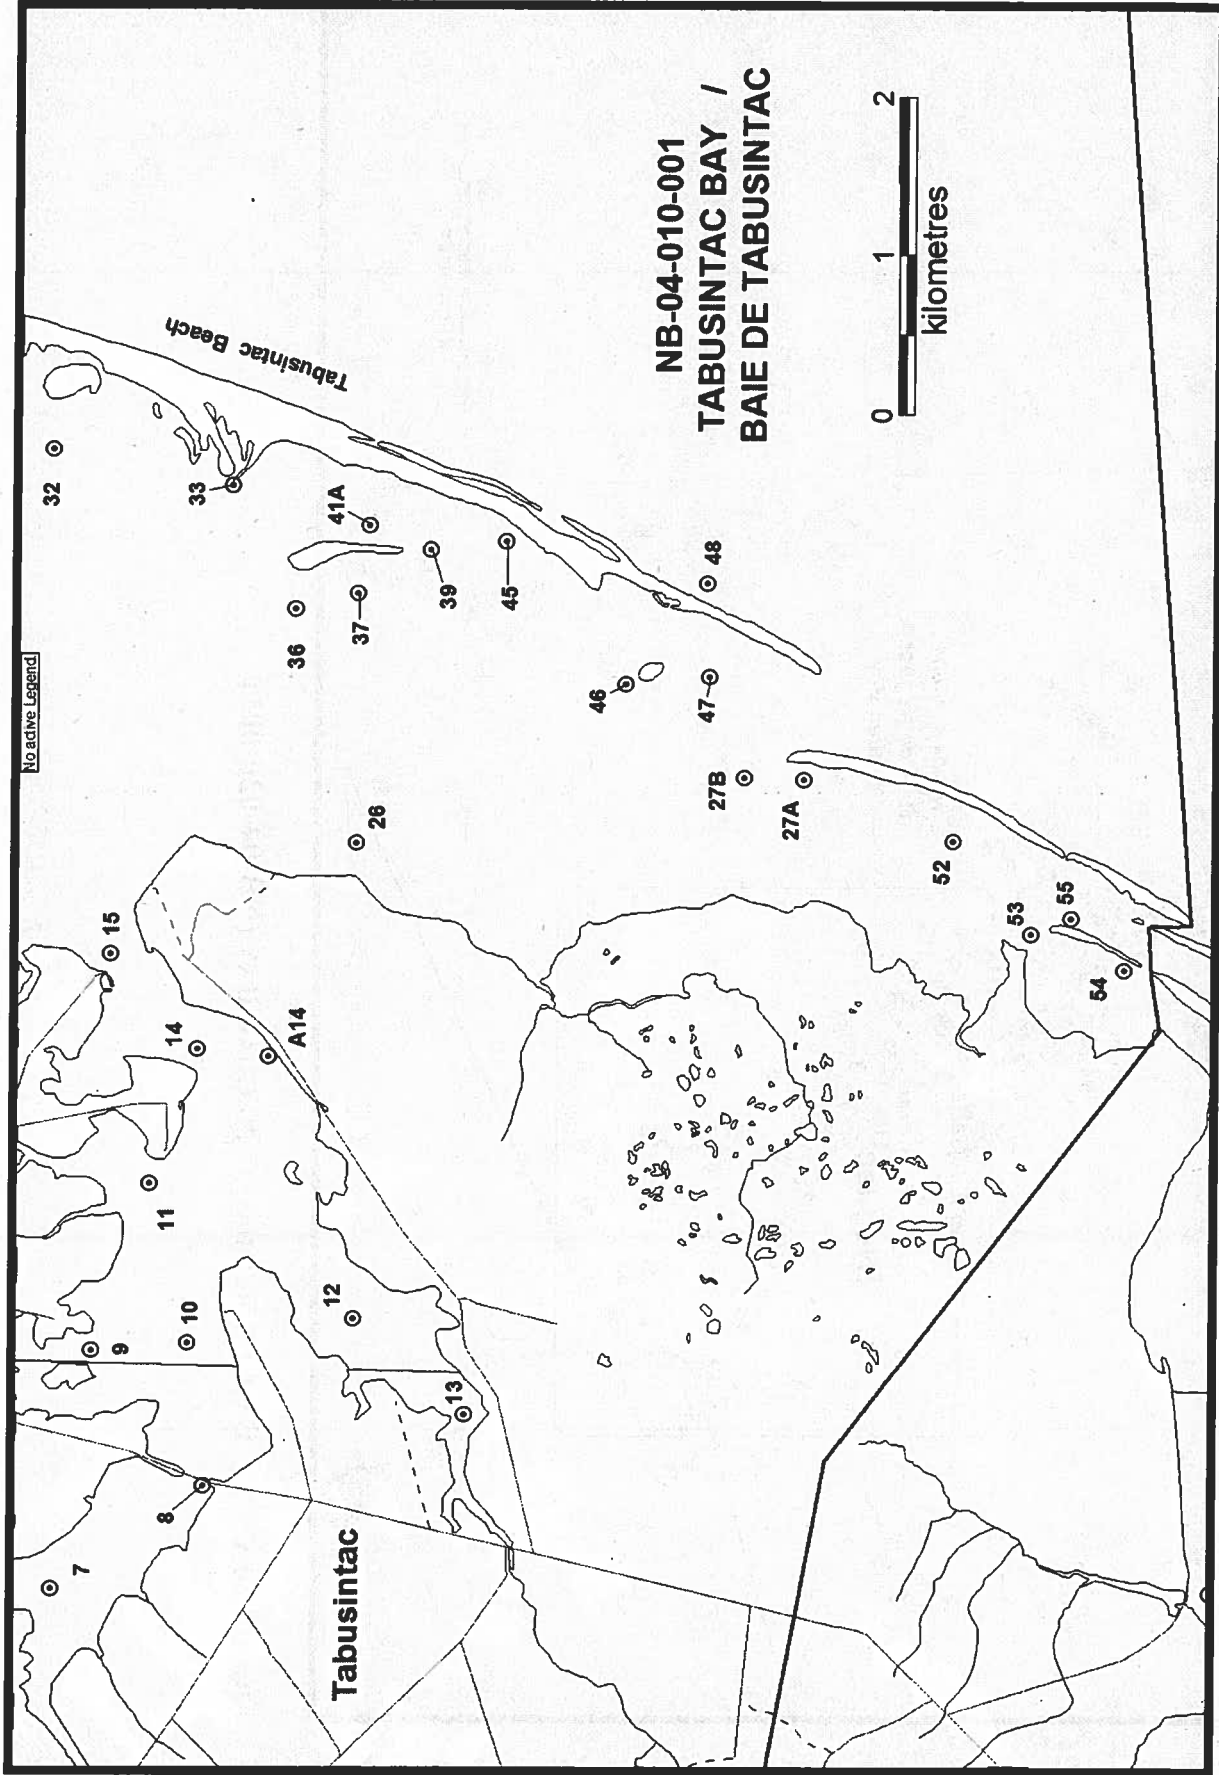 No active Legend
NB-04-010-001
TABUSINTAC BAY /
BAIE DE TABUSINTAC
0 1 2
kilometres
Tabusintac Beach
Tabusintac
7
8
9
10
11
12
13
14
A14
15
26
27B
27A
32
33
36
37
41A
39
45
46
47
48
52
53
55
54